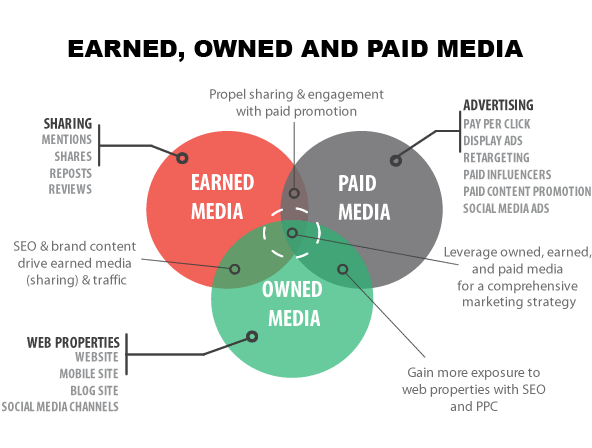 EARNED, OWNED AND PAID MEDIA
Propel sharing & engagement
with paid promotion
SHARING
MENTIONS
SHARES
REPOSTS
REVIEWS
ADVERTISING
PAY PER CLICK
DISPLAY ADS
RETARGETING
PAID INFLUENCERS
PAID CONTENT PROMOTION
SOCIAL MEDIA ADS
EARNED
MEDIA
PAID
MEDIA
SEO & brand content
drive earned media
(sharing) & traffic
Leverage owned, earned,
and paid media
for a comprehensive
marketing strategy
OWNED
MEDIA
WEB PROPERTIES
WEBSITE
MOBILE SITE
BLOG SITE
SOCIAL MEDIA CHANNELS
Gain more exposure to
web properties with SEO
and PPC